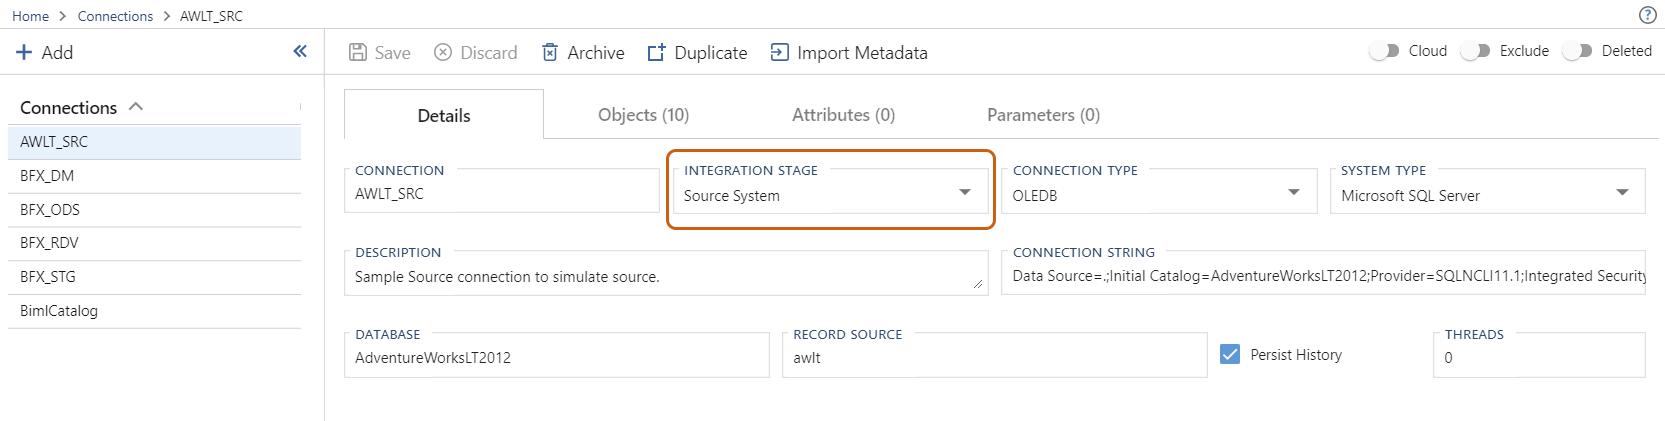 Home > Connections > AWLT_SRC
Add
Save Discard Archive Duplicate Import Metadata Cloud Exclude Deleted
Connections
AWLT_SRC
BFX_DM
BFX_ODS
BFX_RDV
BFX_STG
BimlCatalog
Details Objects (10) Attributes (0) Parameters (0)
CONNECTION
AWLT_SRC
INTEGRATION STAGE
Source System
CONNECTION TYPE
OLEDB
SYSTEM TYPE
Microsoft SQL Server
DESCRIPTION
Sample Source connection to simulate source.
CONNECTION STRING
Data Source=.;Initial Catalog=AdventureWorksLT2012;Provider=SQLNCLI11.1;Integrated Security
DATABASE
AdventureWorksLT2012
RECORD SOURCE
awlt
Persist History
THREADS
0